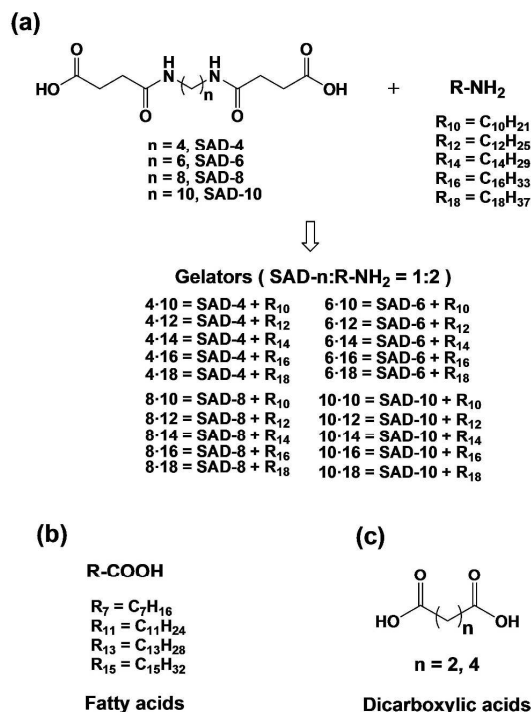 (a)
O H H O
HO N ( ) N OH
O n O
+ R-NH₂
n = 4, SAD-4
n = 6, SAD-6
n = 8, SAD-8
n = 10, SAD-10
R₁₀ = C₁₀H₂₁
R₁₂ = C₁₂H₂₅
R₁₄ = C₁₄H₂₉
R₁₆ = C₁₆H₃₃
R₁₈ = C₁₈H₃₇
Gelators ( SAD-n:R-NH₂ = 1:2 )
4·10 = SAD-4 + R₁₀
4·12 = SAD-4 + R₁₂
4·14 = SAD-4 + R₁₄
4·16 = SAD-4 + R₁₆
4·18 = SAD-4 + R₁₈
6·10 = SAD-6 + R₁₀
6·12 = SAD-6 + R₁₂
6·14 = SAD-6 + R₁₄
6·16 = SAD-6 + R₁₆
6·18 = SAD-6 + R₁₈
8·10 = SAD-8 + R₁₀
8·12 = SAD-8 + R₁₂
8·14 = SAD-8 + R₁₄
8·16 = SAD-8 + R₁₆
8·18 = SAD-8 + R₁₈
10·10 = SAD-10 + R₁₀
10·12 = SAD-10 + R₁₂
10·14 = SAD-10 + R₁₄
10·16 = SAD-10 + R₁₆
10·18 = SAD-10 + R₁₈
(b)
R-COOH
R₇ = C₇H₁₆
R₁₁ = C₁₁H₂₄
R₁₃ = C₁₃H₂₈
R₁₅ = C₁₅H₃₂
Fatty acids
(c)
O O
HO ( ) OH
n
n = 2, 4
Dicarboxylic acids